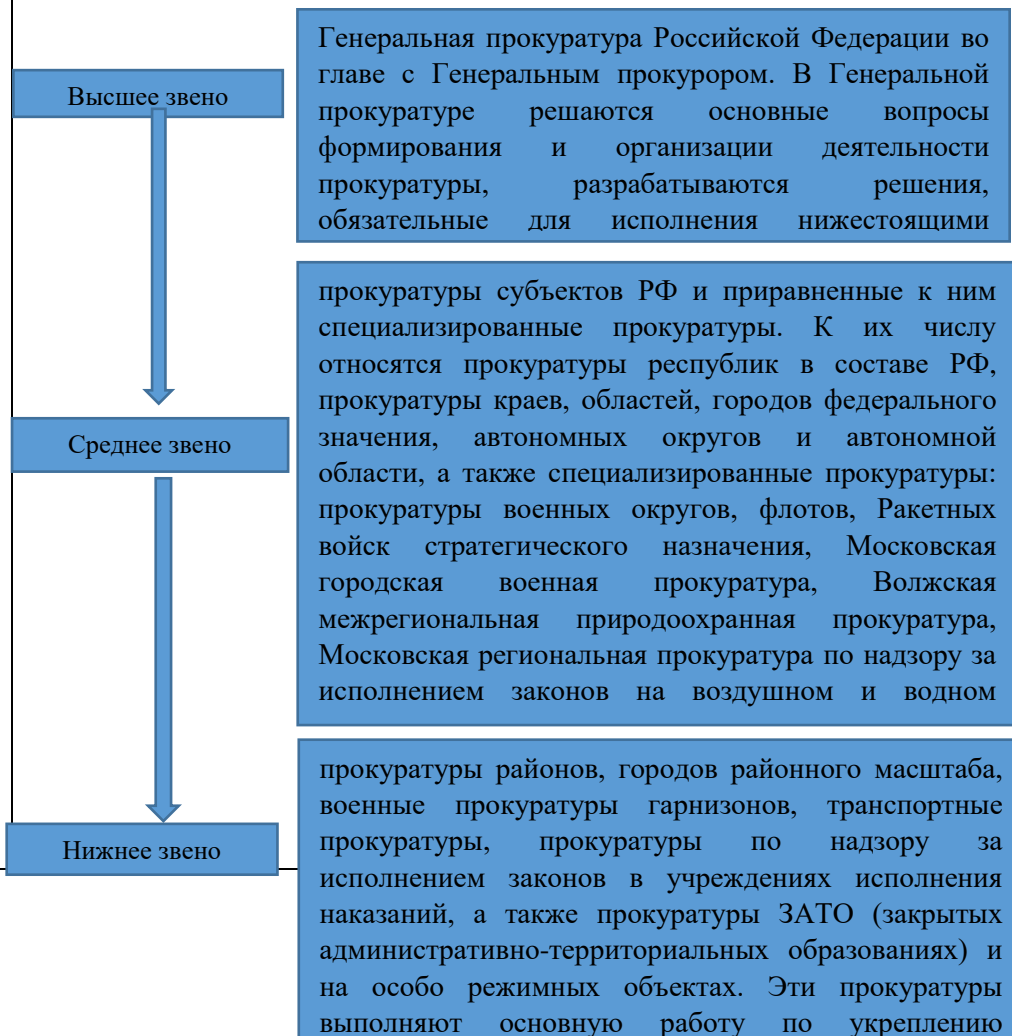 Высшее звено
Генеральная прокуратура Российской Федерации во
главе с Генеральным прокурором. В Генеральной
прокуратуре решаются основные вопросы
формирования и организации деятельности
прокуратуры, разрабатываются решения,
обязательные для исполнения нижестоящими
Среднее звено
прокуратуры субъектов РФ и приравненные к ним
специализированные прокуратуры. К их числу
относятся прокуратуры республик в составе РФ,
прокуратуры краев, областей, городов федерального
значения, автономных округов и автономной
области, а также специализированные прокуратуры:
прокуратуры военных округов, флотов, Ракетных
войск стратегического назначения, Московская
городская военная прокуратура, Волжская
межрегиональная природоохранная прокуратура,
Московская региональная прокуратура по надзору за
исполнением законов на воздушном и водном
Нижнее звено
прокуратуры районов, городов районного масштаба,
военные прокуратуры гарнизонов, транспортные
прокуратуры, прокуратуры по надзору за
исполнением законов в учреждениях исполнения
наказаний, а также прокуратуры ЗАТО (закрытых
административно-территориальных образованиях) и
на особо режимных объектах. Эти прокуратуры
выполняют основную работу по укреплению